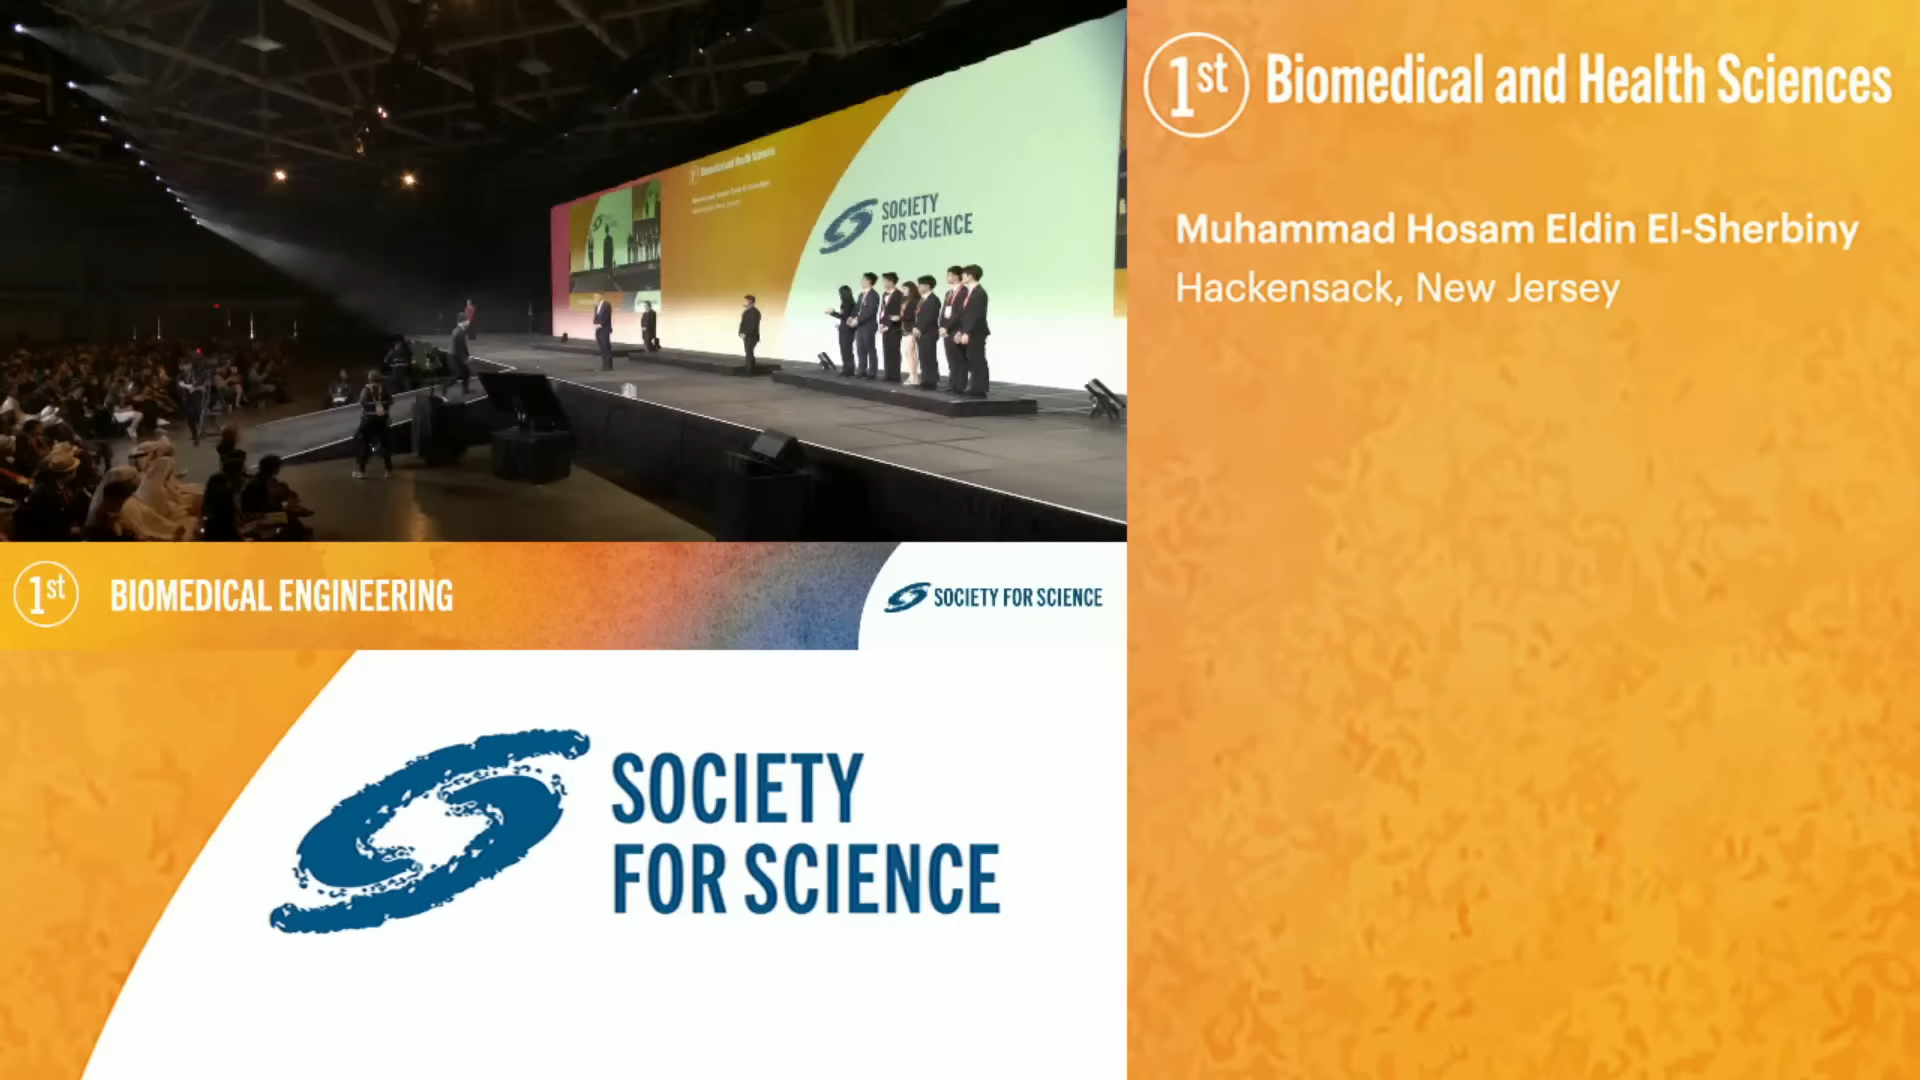 1st Biomedical and Health Sciences
Muhammad Hosam Eldin El-Sherbiny
Hackensack, New Jersey
SOCIETY
FOR SCIENCE
1st BIOMEDICAL ENGINEERING
SOCIETY FOR SCIENCE
SOCIETY
FOR SCIENCE